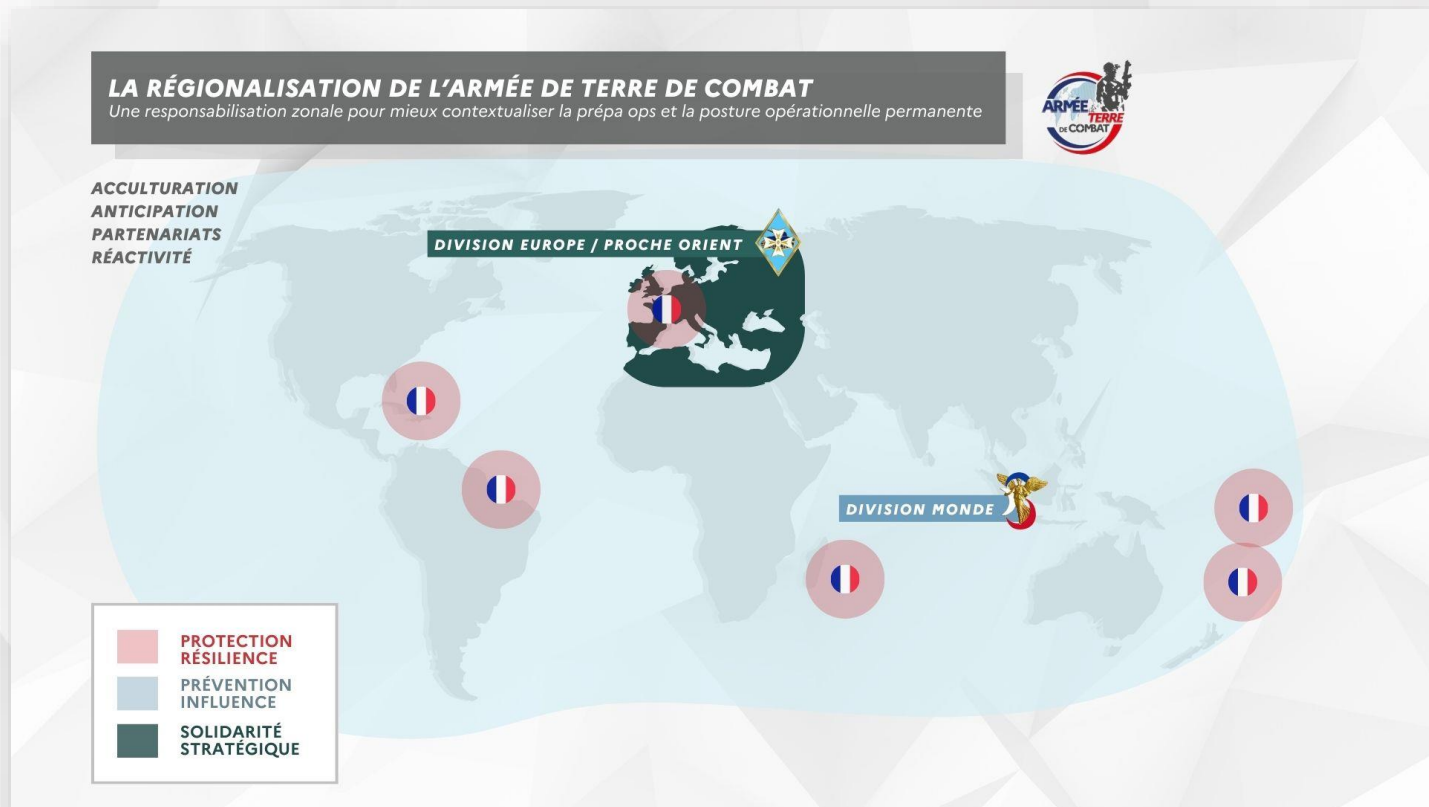 LA RÉGIONALISATION DE L'ARMÉE DE TERRE DE COMBAT
Une responsabilisation zonale pour mieux contextualiser la prépa ops et la posture opérationnelle permanente
ARMÉE
TERRE
DE COMBAT
ACCULTURATION
ANTICIPATION
PARTENARIATS
RÉACTIVITÉ
DIVISION EUROPE / PROCHE ORIENT
DIVISION MONDE
PROTECTION
RÉSILIENCE
PRÉVENTION
INFLUENCE
SOLIDARITÉ
STRATÉGIQUE